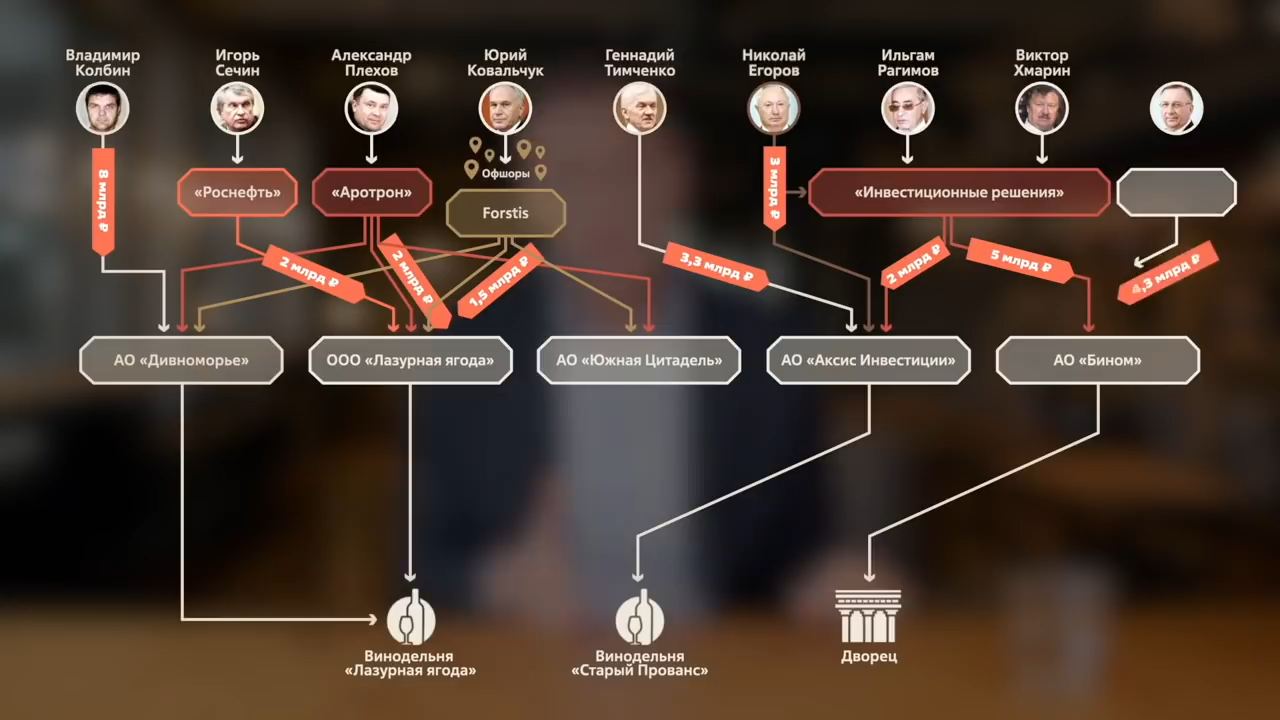 Владимир
Колбин
Игорь
Сечин
Александр
Плехов
Юрий
Ковальчук
Геннадий
Тимченко
Николай
Егоров
Ильгам
Рагимов
Виктор
Хмарин
Офшоры
8 млрд ₽
«Роснефть»
«Аротрон»
Forstis
3 млрд ₽
«Инвестиционные решения»
2 млрд ₽
2 млрд ₽
1,5 млрд ₽
3,3 млрд ₽
2 млрд ₽
5 млрд ₽
4,3 млрд ₽
АО «Дивноморье»
ООО «Лазурная ягода»
АО «Южная Цитадель»
АО «Аксис Инвестиции»
АО «Бином»
Винодельня
«Лазурная ягода»
Винодельня
«Старый Прованс»
Дворец